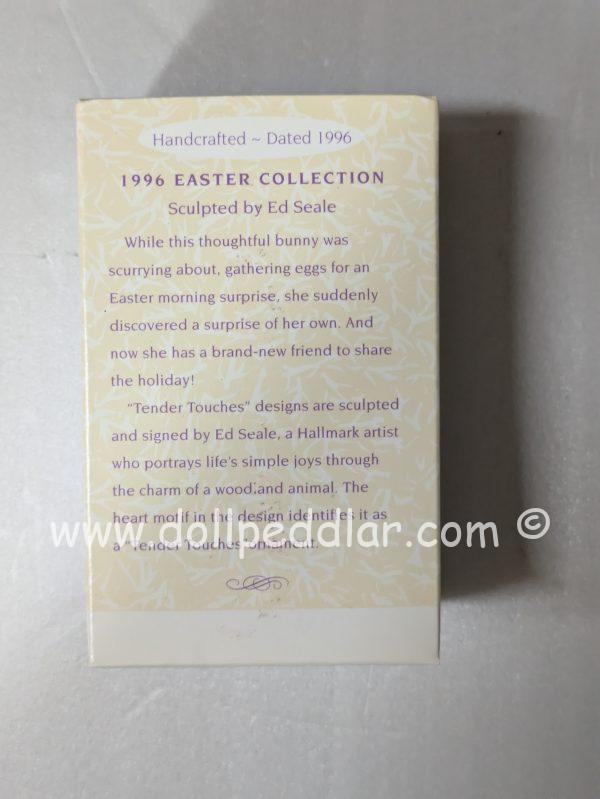 Handcrafted ~ Dated 1996
1996 EASTER COLLECTION
Sculpted by Ed Seale
While this thoughtful bunny was
scurrying about, gathering eggs for an
Easter morning surprise, she suddenly
discovered a surprise of her own. And
now she has a brand-new friend to share
the holiday!
“Tender Touches” designs are sculpted
and signed by Ed Seale, a Hallmark artist
who portrays life's simple joys through
the charm of a wood and animal. The
heart motif in the design identifies it as
www.dollpeddlar.com ©
a “Tender Touches” ornament.